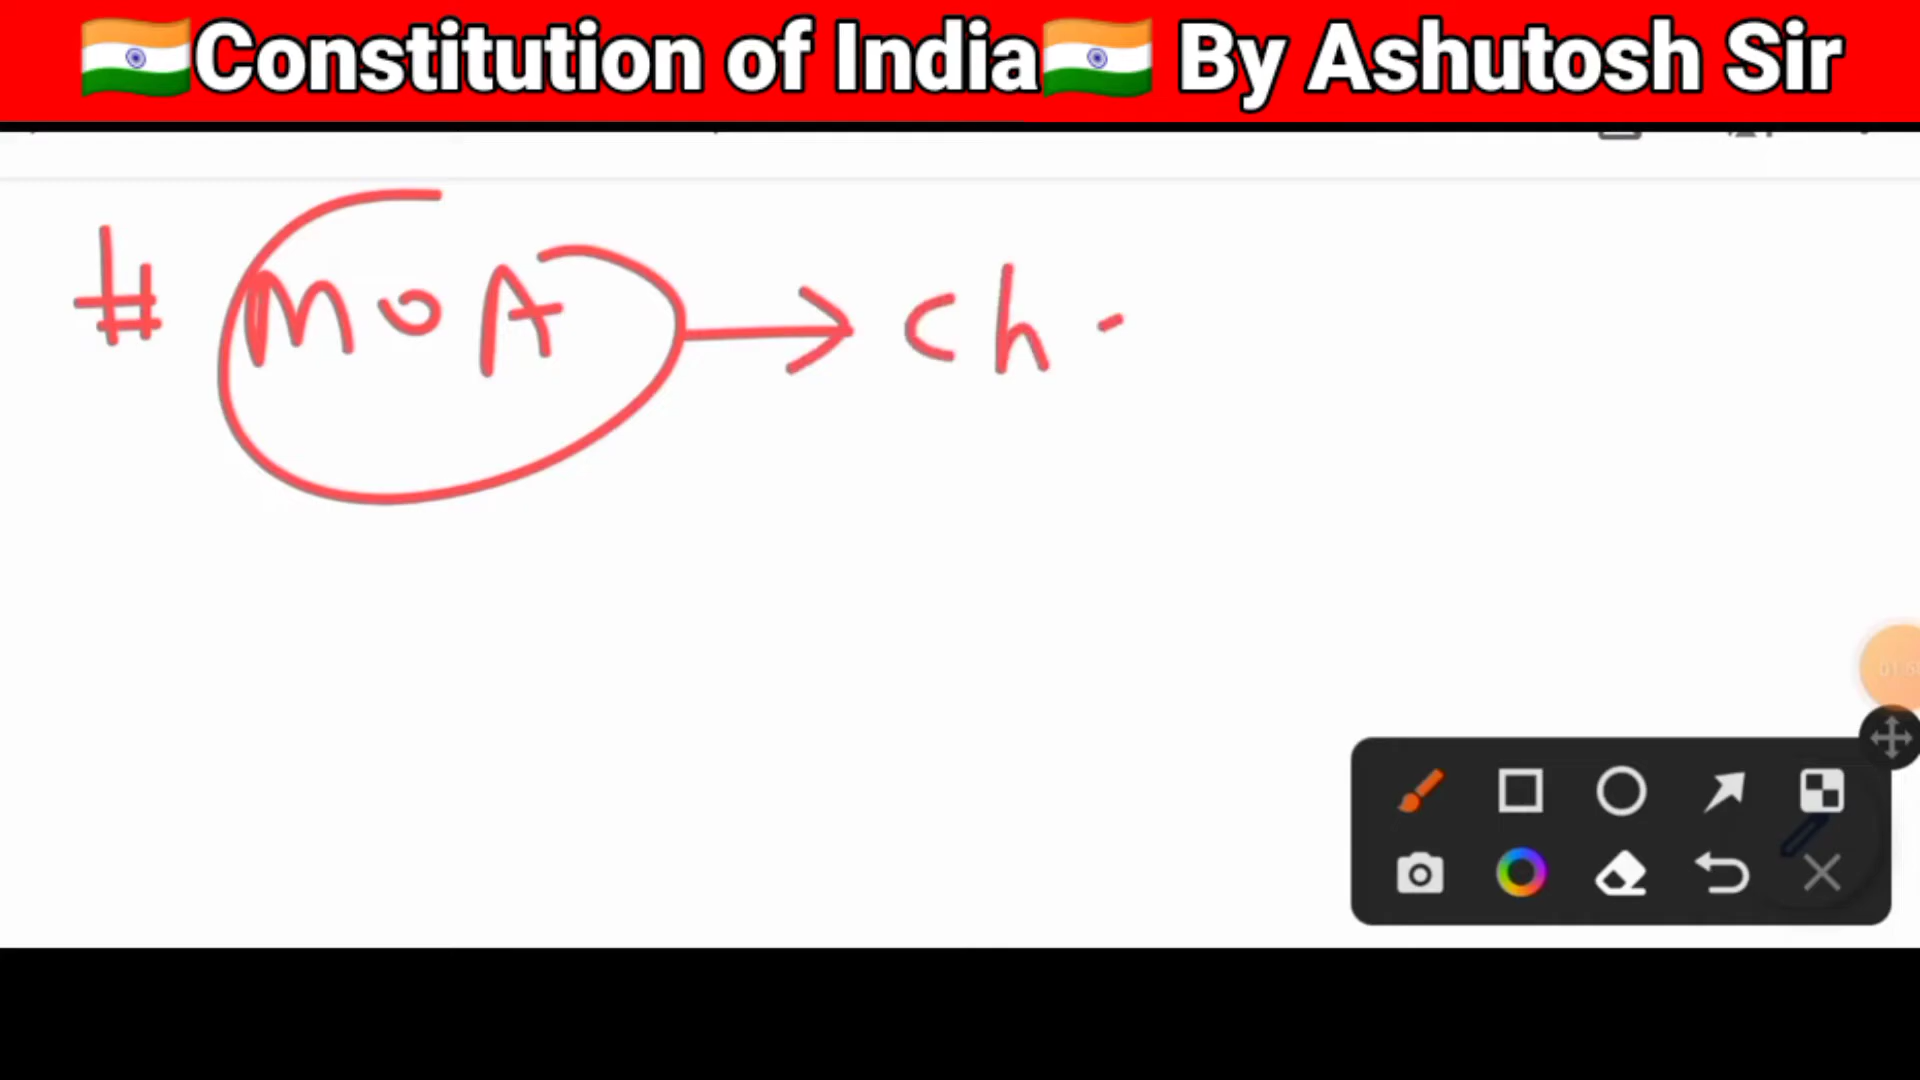 🇮🇳Constitution of India🇮🇳 By Ashutosh Sir
# MOA → Ch -